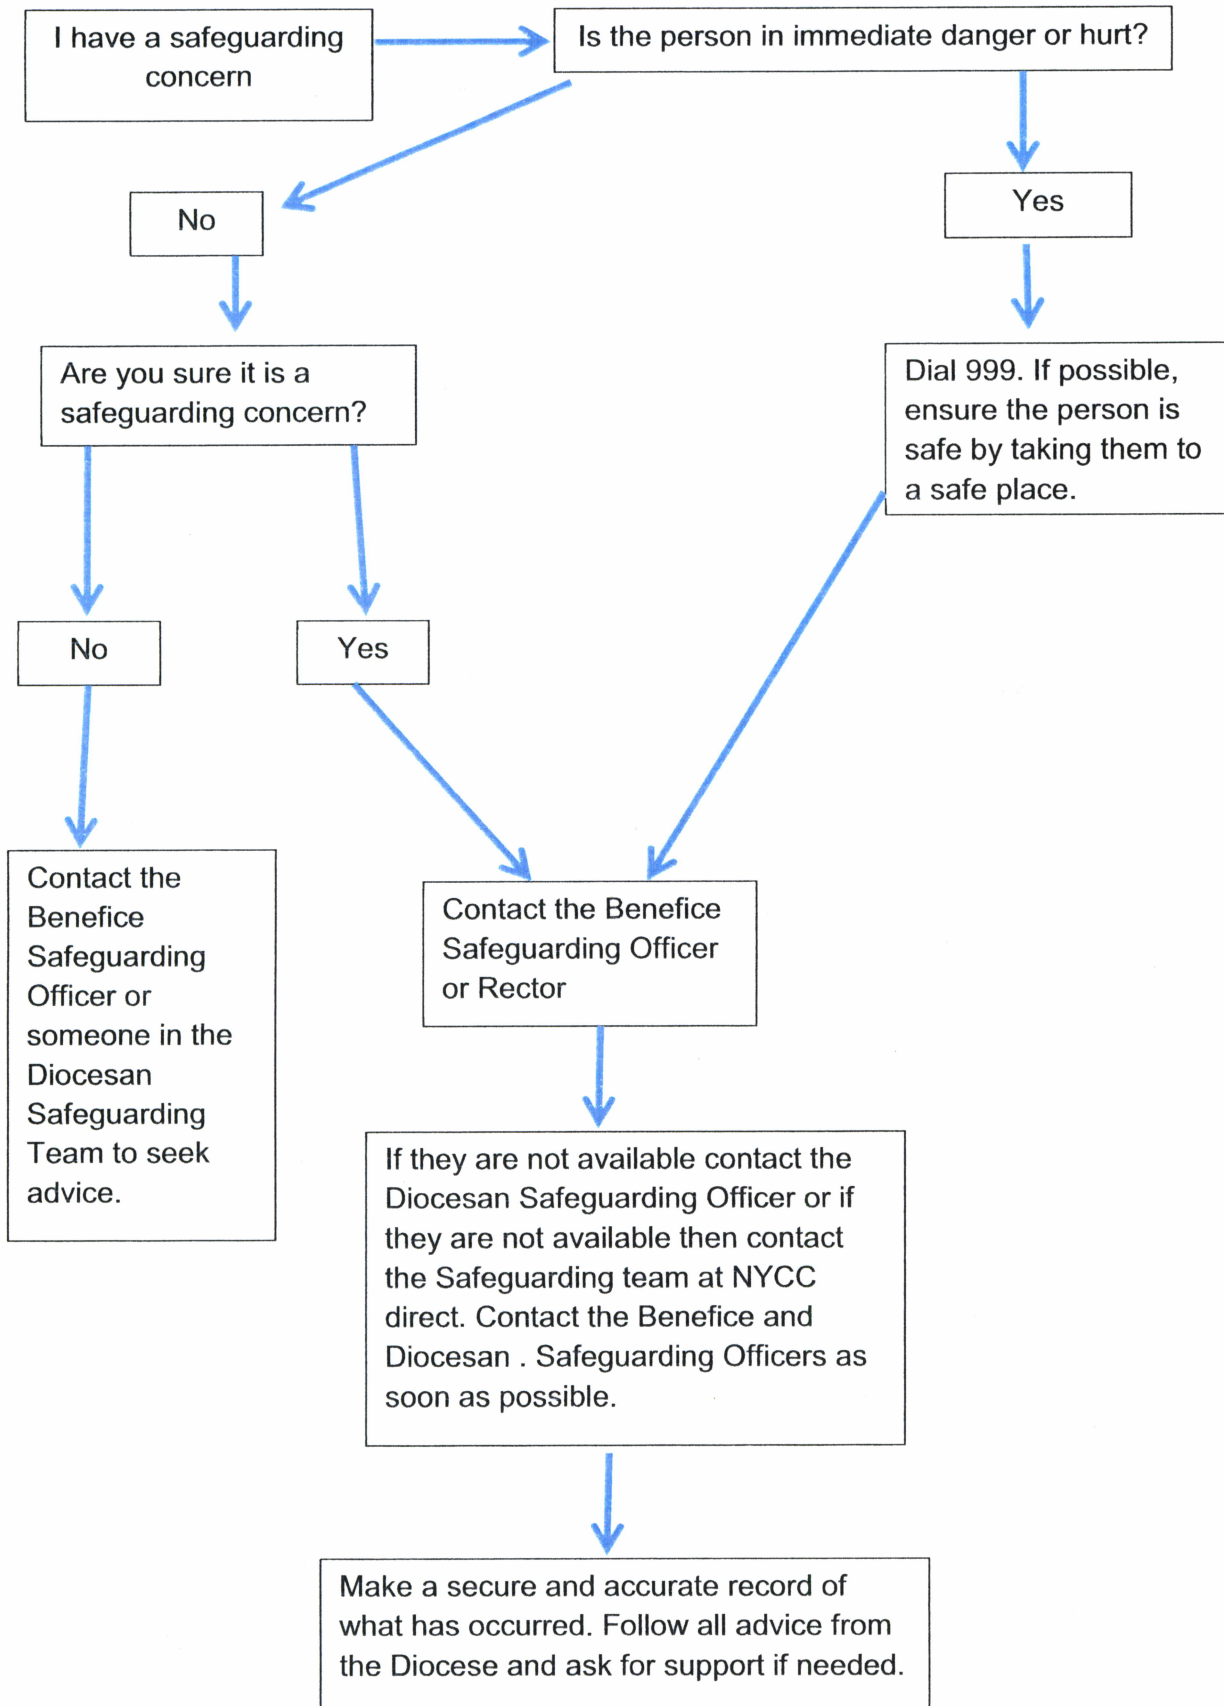 I have a safeguarding
concern
Is the person in immediate danger or hurt?
No
Yes
Are you sure it is a
safeguarding concern?
Dial 999. If possible,
ensure the person is
safe by taking them to
a safe place.
No
Yes
Contact the
Benefice
Safeguarding
Officer or
someone in the
Diocesan
Safeguarding
Team to seek
advice.
Contact the Benefice
Safeguarding Officer
or Rector
If they are not available contact the
Diocesan Safeguarding Officer or if
they are not available then contact
the Safeguarding team at NYCC
direct. Contact the Benefice and
Diocesan . Safeguarding Officers as
soon as possible.
Make a secure and accurate record of
what has occurred. Follow all advice from
the Diocese and ask for support if needed.